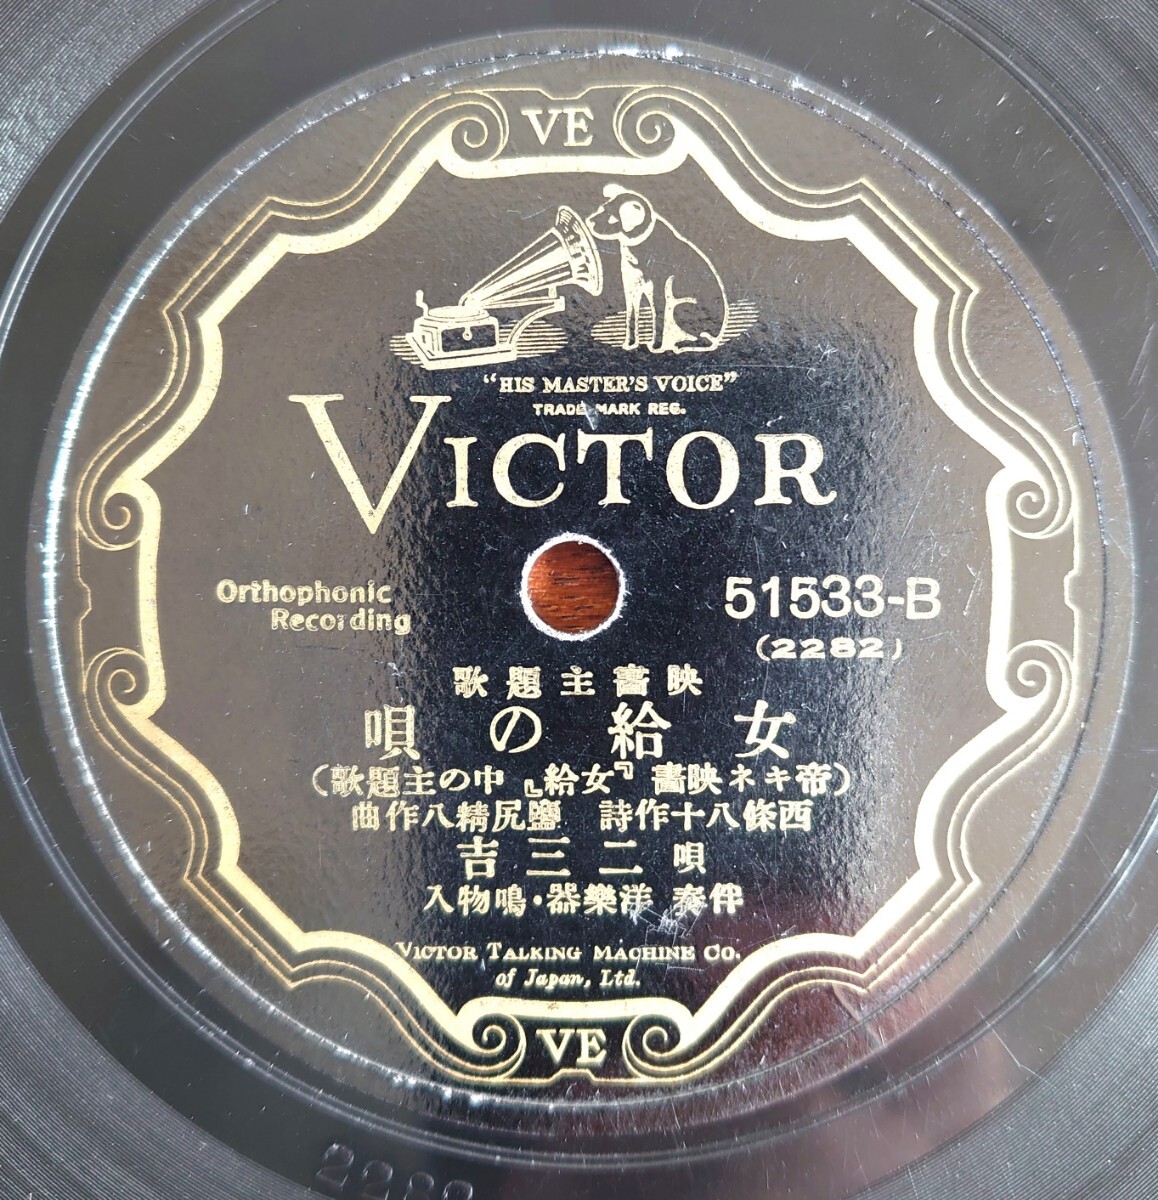 VE
"HIS MASTER'S VOICE"
TRADE MARK REG.
VICTOR
Orthophonic
Recording
51533-B
(2282)
映畫主題歌
女給の唄
(帝キネ映畫『女給』中の主題歌)
西條八十作詩 鹽尻精八作曲
唄 二三吉
伴奏 洋樂器・鳴物入
VICTOR TALKING MACHINE CO.
of Japan, Ltd.
VE
2282